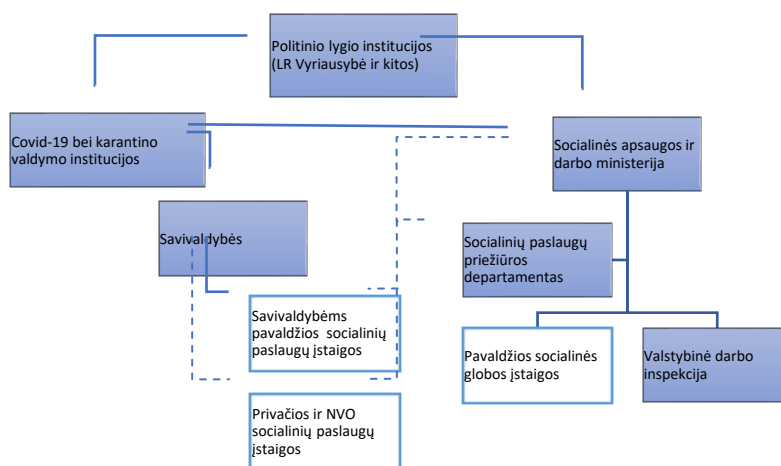 Politinio lygio institucijos
(LR Vyriausybė ir kitos)
Covid-19 bei karantino
valdymo institucijos
Socialinės apsaugos ir
darbo ministerija
Savivaldybės
Socialinių paslaugų
priežiūros
departamentas
Savivaldybėms
pavaldžios socialinių
paslaugų įstaigos
Pavaldžios socialinės
globos įstaigos
Valstybinė darbo
inspekcija
Privačios ir NVO
socialinių paslaugų
įstaigos